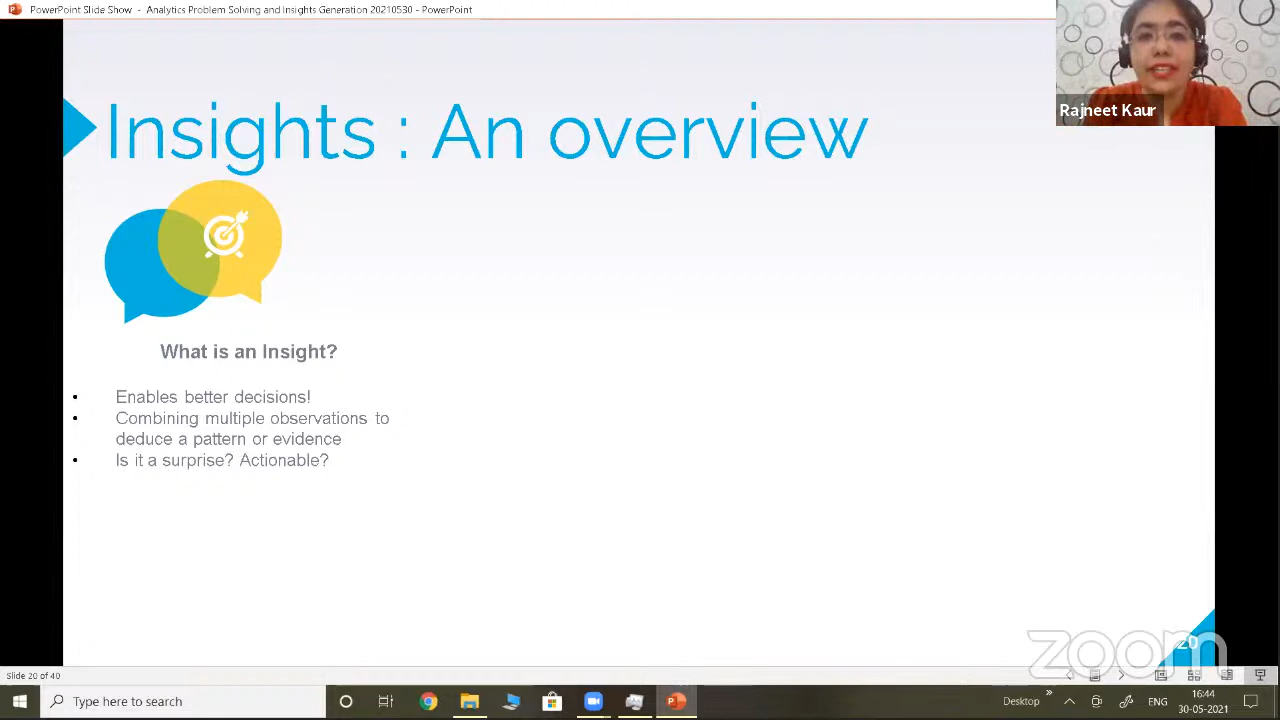 PowerPoint Slide Show - Analytics Problem Solving and Insights Generation 20210530 - PowerPoint
Rajneet Kaur
Insights : An overview
What is an Insight?
• Enables better decisions!
• Combining multiple observations to
deduce a pattern or evidence
• Is it a surprise? Actionable?
20
zoom
Slide 20 of 40
Type here to search
Desktop
ENG
16:44
30-05-2021